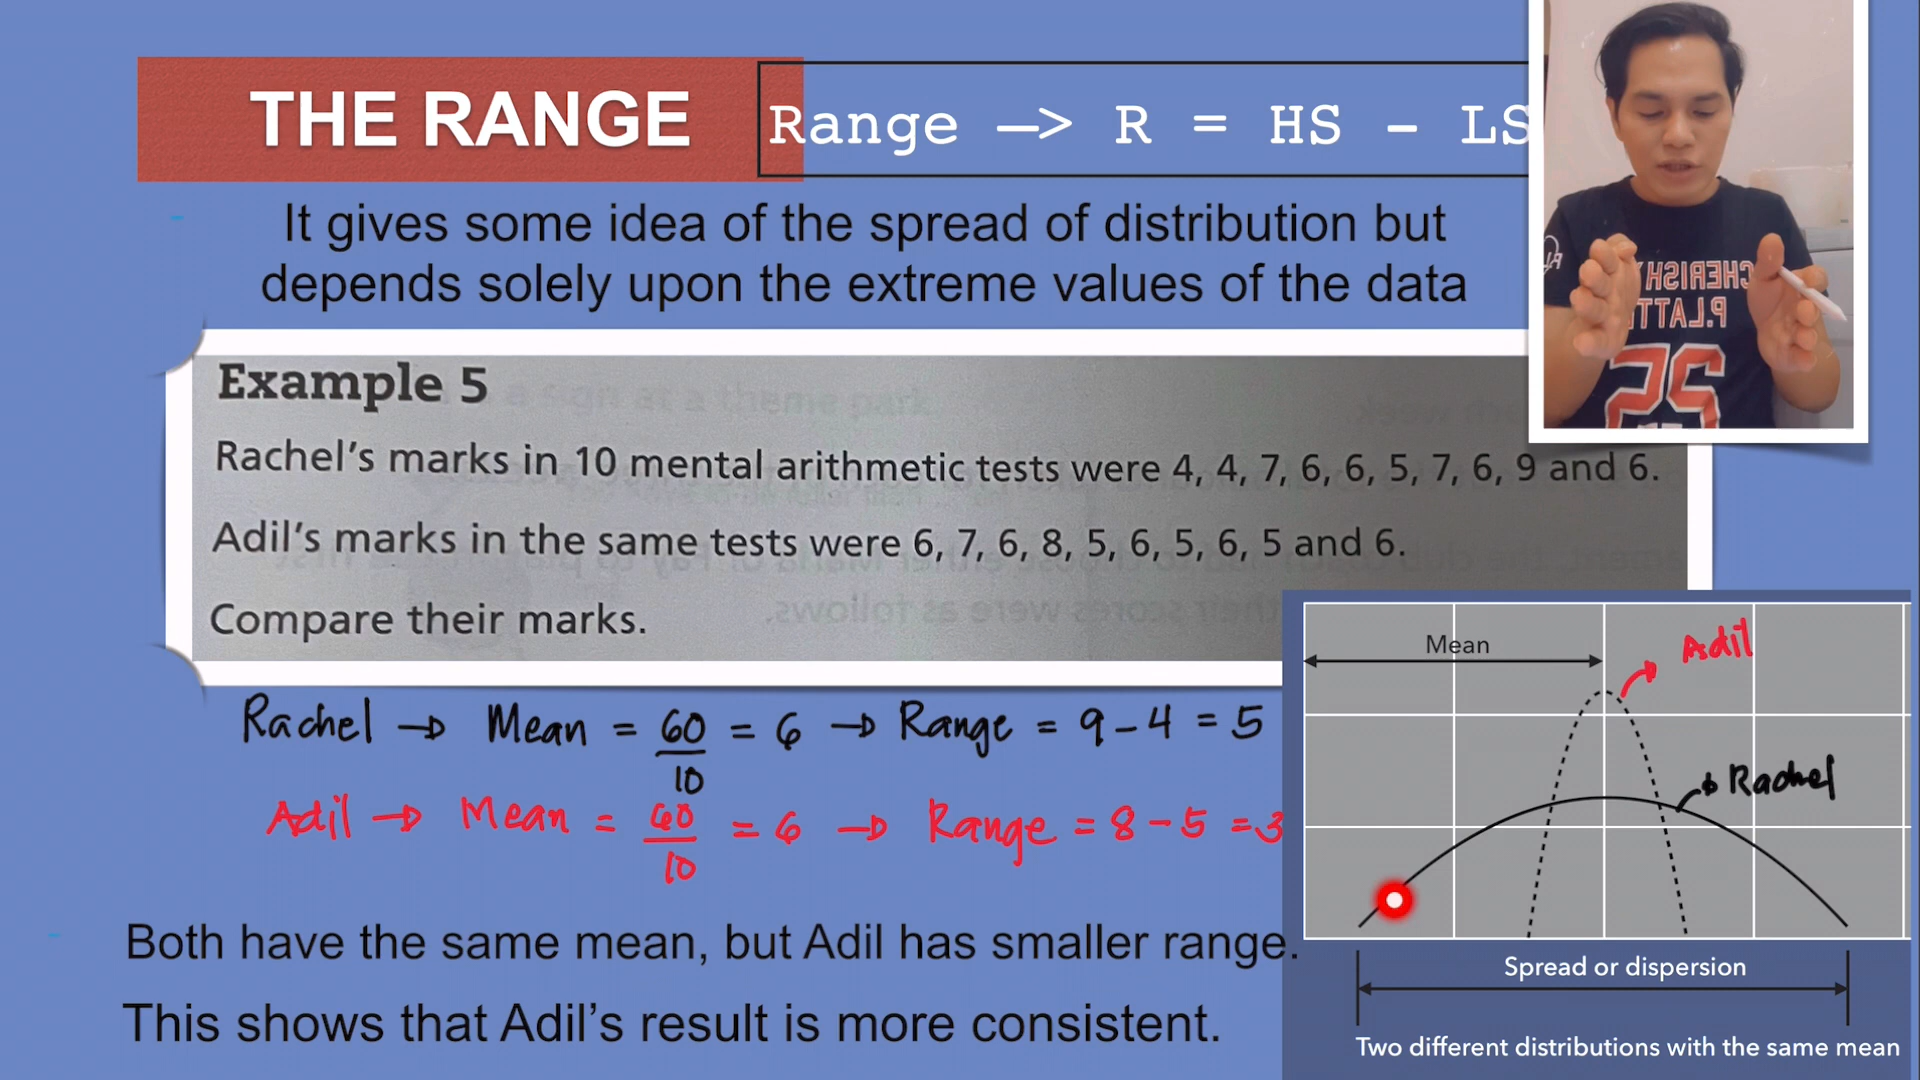 THE RANGE
Range —> R = HS - LS
It gives some idea of the spread of distribution but
depends solely upon the extreme values of the data
Example 5
Rachel's marks in 10 mental arithmetic tests were 4, 4, 7, 6, 6, 5, 7, 6, 9 and 6.
Adil's marks in the same tests were 6, 7, 6, 8, 5, 6, 5, 6, 5 and 6.
Compare their marks.
Rachel → Mean = 60/10 = 6 → Range = 9 - 4 = 5
Adil → Mean = 60/10 = 6 → Range = 8 - 5 = 3
Both have the same mean, but Adil has smaller range.
This shows that Adil's result is more consistent.
Mean
Adil
Rachel
Spread or dispersion
Two different distributions with the same mean
CHERISH
P.LATT
25